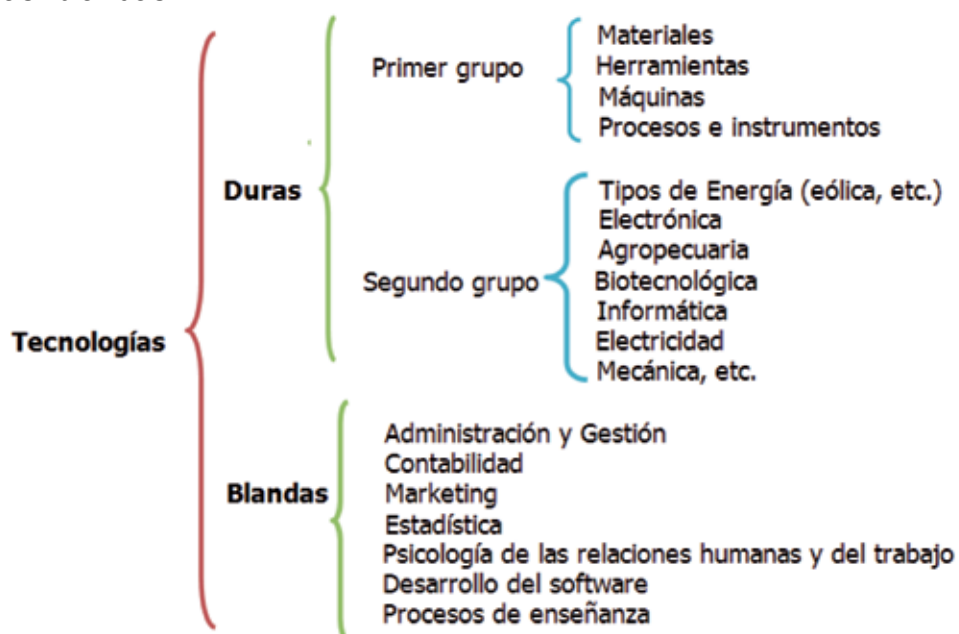 Tecnologías
Duras
Primer grupo
Materiales
Herramientas
Máquinas
Procesos e instrumentos
Segundo grupo
Tipos de Energía (eólica, etc.)
Electrónica
Agropecuaria
Biotecnológica
Informática
Electricidad
Mecánica, etc.
Blandas
Administración y Gestión
Contabilidad
Marketing
Estadística
Psicología de las relaciones humanas y del trabajo
Desarrollo del software
Procesos de enseñanza